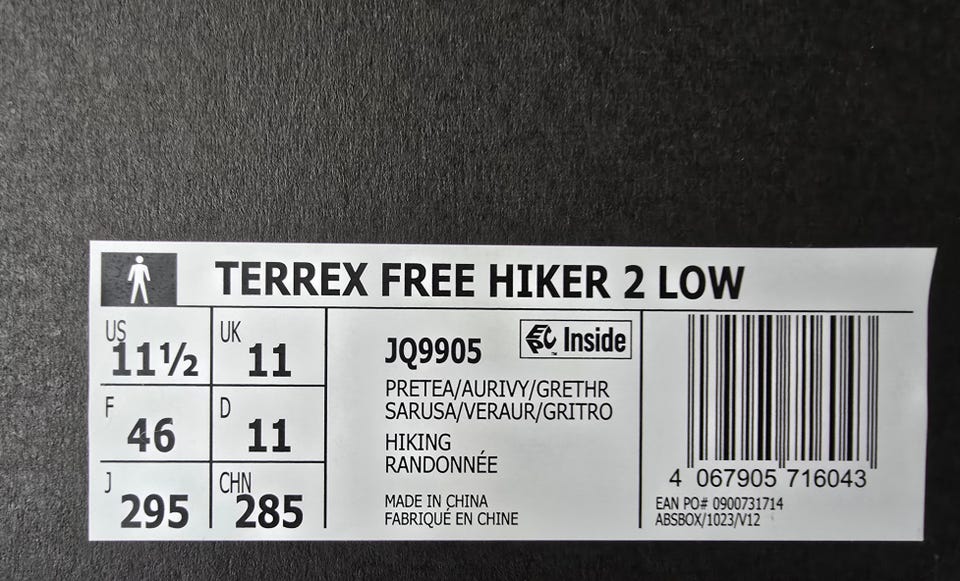 TERREX FREE HIKER 2 LOW
US 11½
UK 11
F 46
D 11
J 295
CHN 285
JQ9905
EC Inside
™
PRETEA/AURIVY/GRETHR
SARUSA/VERAUR/GRITRO
HIKING
RANDONNÉE
MADE IN CHINA
FABRIQUÉ EN CHINE
4 067905 716043
EAN PO# 0900731714
ABSBOX/1023/V12